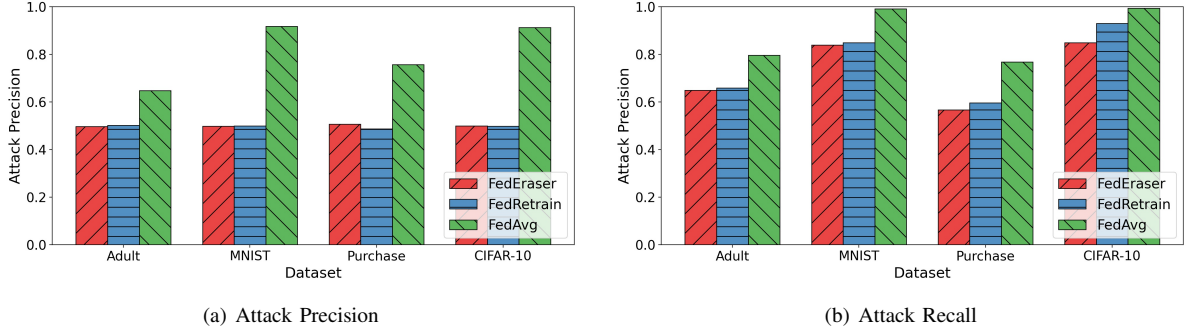 1.0
0.8
0.6
0.4
0.2
0.0
Attack Precision
Adult
MNIST
Purchase
CIFAR-10
Dataset
FedEraser
FedRetrain
FedAvg
(a) Attack Precision
1.0
0.8
0.6
0.4
0.2
0.0
Attack Precision
Adult
MNIST
Purchase
CIFAR-10
Dataset
FedEraser
FedRetrain
FedAvg
(b) Attack Recall